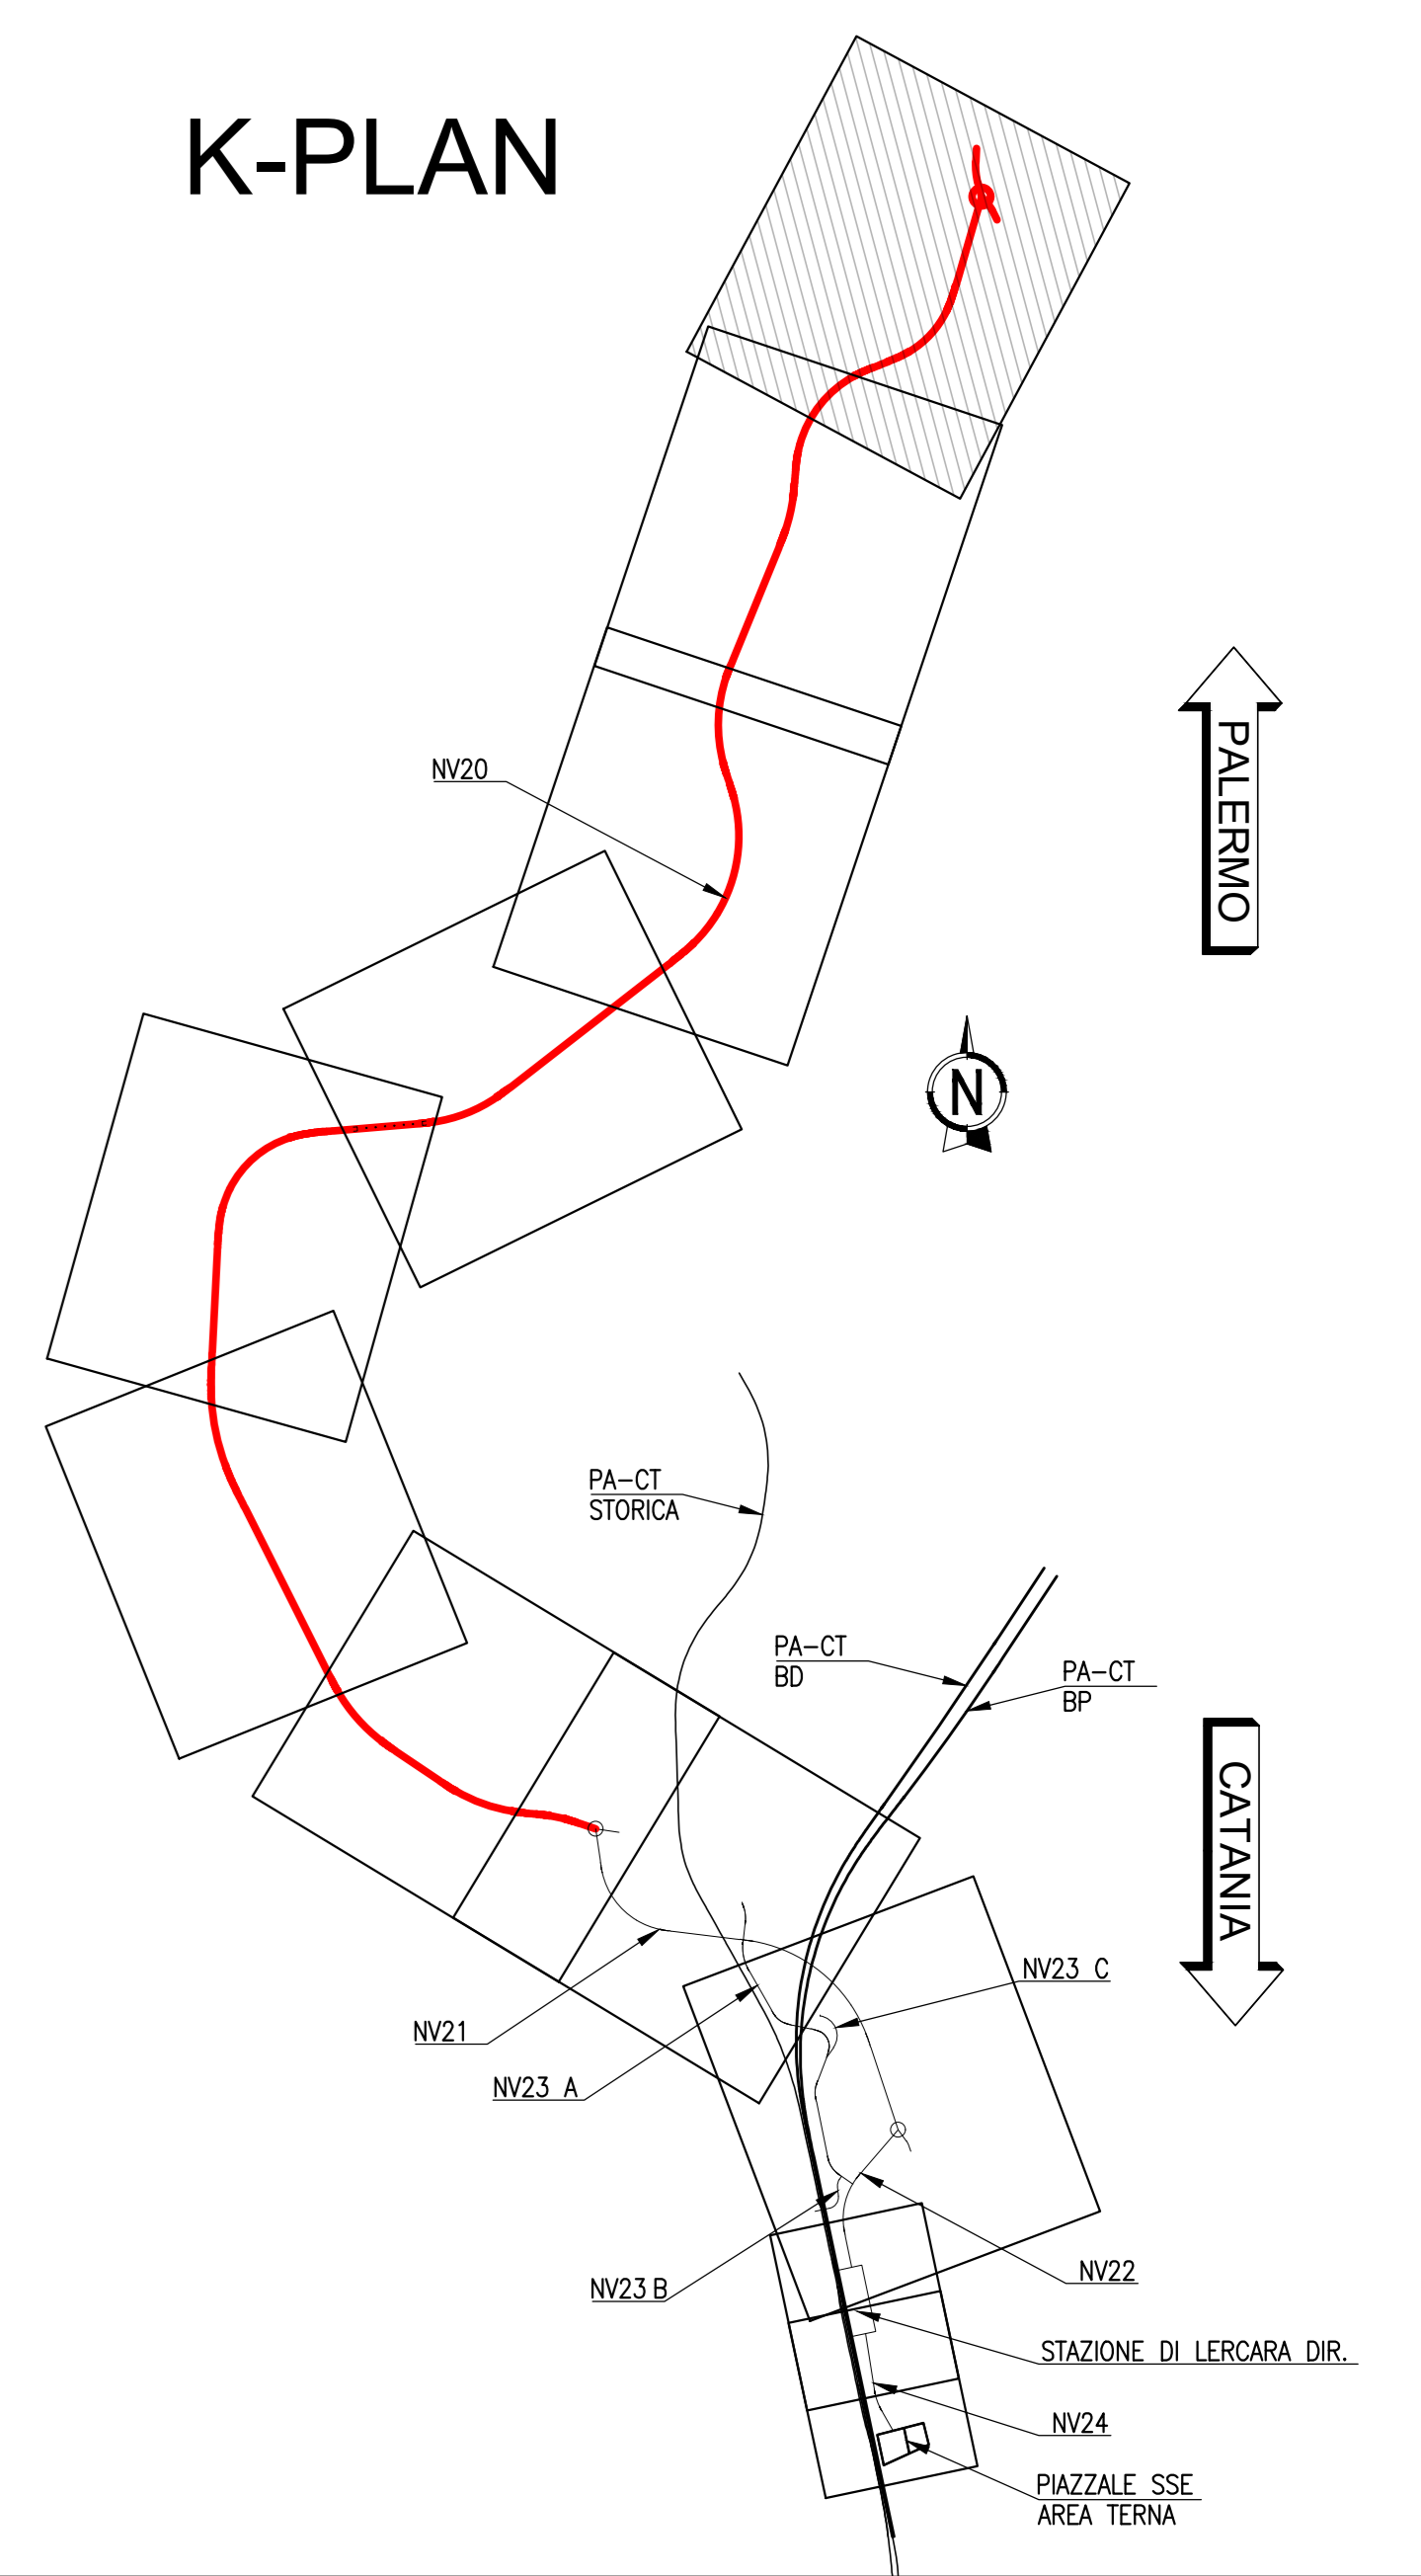 K-PLAN
PALERMO
NV20
N
PA-CT
STORICA
PA-CT
BD
PA-CT
BP
CATANIA
NV23 C
NV21
NV23 A
NV22
NV23 B
STAZIONE DI LERCARA DIR.
NV24
PIAZZALE SSE
AREA TERNA